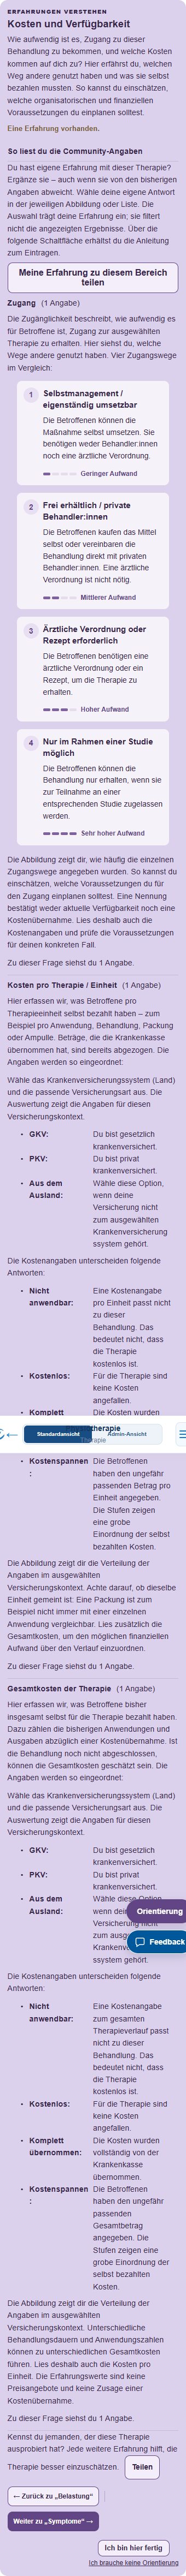 ERFAHRUNGEN VERSTEHEN
Kosten und Verfügbarkeit
Wie aufwendig ist es, Zugang zu dieser
Behandlung zu bekommen, und welche Kosten
kommen auf dich zu? Hier erfährst du, welchen
Weg andere genutzt haben und was sie selbst
bezahlen mussten. So kannst du einschätzen,
welche organisatorischen und finanziellen
Voraussetzungen du einplanen solltest.
Eine Erfahrung vorhanden.
So liest du die Community-Angaben
Du hast eigene Erfahrung mit dieser Therapie?
Ergänze sie – auch wenn sie von den bisherigen
Angaben abweicht. Wähle deine eigene Antwort
in der jeweiligen Abbildung oder Liste. Die
Auswahl trägt deine Erfahrung ein; sie filtert
nicht die angezeigten Ergebnisse. Über die
folgende Schaltfläche erhältst du die Anleitung
zum Eintragen.
Meine Erfahrung zu diesem Bereich
teilen
Zugang (1 Angabe)
Die Zugänglichkeit beschreibt, wie aufwendig es
für Betroffene ist, Zugang zur ausgewählten
Therapie zu erhalten. Hier siehst du, welche
Wege andere genutzt haben. Vier Zugangswege
im Vergleich:
1 Selbstmanagement /
eigenständig umsetzbar
Die Betroffenen können die
Maßnahme selbst umsetzen. Sie
benötigen weder Behandler:innen
noch eine ärztliche Verordnung.
Geringer Aufwand
2 Frei erhältlich / private
Behandler:innen
Die Betroffenen kaufen das Mittel
selbst oder vereinbaren die
Behandlung direkt mit privaten
Behandler:innen. Eine ärztliche
Verordnung ist nicht nötig.
Mittlerer Aufwand
3 Ärztliche Verordnung oder
Rezept erforderlich
Die Betroffenen benötigen eine
ärztliche Verordnung oder ein
Rezept, um die Therapie zu
erhalten.
Hoher Aufwand
4 Nur im Rahmen einer Studie
möglich
Die Betroffenen können die
Behandlung nur erhalten, wenn sie
zur Teilnahme an einer
entsprechenden Studie zugelassen
werden.
Sehr hoher Aufwand
Die Abbildung zeigt dir, wie häufig die einzelnen
Zugangswege angegeben wurden. So kannst du
einschätzen, welche Voraussetzungen du für
den Zugang einplanen solltest. Eine Nennung
bestätigt weder aktuelle Verfügbarkeit noch eine
Kostenübernahme. Lies deshalb auch die
Kostenangaben und prüfe die Voraussetzungen
für deinen konkreten Fall.
Zu dieser Frage siehst du 1 Angabe.
Kosten pro Therapie / Einheit (1 Angabe)
Hier erfassen wir, was Betroffene pro
Therapieeinheit selbst bezahlt haben – zum
Beispiel pro Anwendung, Behandlung, Packung
oder Ampulle. Beträge, die die Krankenkasse
übernommen hat, sind bereits abgezogen. Die
Angaben werden so eingeordnet:
Wähle das Krankenversicherungssystem (Land)
und die passende Versicherungsart aus. Die
Auswertung zeigt die Angaben für diesen
Versicherungskontext.
• GKV: Du bist gesetzlich
krankenversichert.
• PKV: Du bist privat
krankenversichert.
• Aus dem Wähle diese Option,
Ausland: wenn deine
Versicherung nicht
zum ausgewählten
Krankenversicherung
ssystem gehört.
Die Kostenangaben unterscheiden folgende
Antworten:
• Nicht Eine Kostenangabe
anwendbar: pro Einheit passt nicht
zu dieser
Behandlung. Das
bedeutet nicht, dass
die Therapie
kostenlos ist.
• Kostenlos: Für die Therapie sind
keine Kosten
angefallen.
• Komplett Die Kosten wurden
Standardansicht therapie Admin-Ansicht
Therapie
• Kostenspannen Die Betroffenen
: haben den ungefähr
passenden Betrag pro
Einheit angegeben.
Die Stufen zeigen
eine grobe
Einordnung der selbst
bezahlten Kosten.
Die Abbildung zeigt dir die Verteilung der
Angaben im ausgewählten
Versicherungskontext. Achte darauf, ob dieselbe
Einheit gemeint ist: Eine Packung ist zum
Beispiel nicht immer mit einer einzelnen
Anwendung vergleichbar. Lies zusätzlich die
Gesamtkosten, um den möglichen finanziellen
Aufwand über den Verlauf einzuordnen.
Zu dieser Frage siehst du 1 Angabe.
Gesamtkosten der Therapie (1 Angabe)
Hier erfassen wir, was Betroffene bisher
insgesamt selbst für die Therapie bezahlt haben.
Dazu zählen die bisherigen Anwendungen und
Ausgaben abzüglich einer Kostenübernahme. Ist
die Behandlung noch nicht abgeschlossen,
können die Gesamtkosten geschätzt sein. Die
Angaben werden so eingeordnet:
Wähle das Krankenversicherungssystem (Land)
und die passende Versicherungsart aus. Die
Auswertung zeigt die Angaben für diesen
Versicherungskontext.
• GKV: Du bist gesetzlich
krankenversichert.
• PKV: Du bist privat
krankenversichert.
• Aus dem Wähle diese Option,
Ausland: wenn
Orientierung
Versicherung nicht
zum
Feedback
ssystem gehört.
Die Kostenangaben unterscheiden folgende
Antworten:
• Nicht Eine Kostenangabe
anwendbar: zum gesamten
Therapieverlauf passt
nicht zu dieser
Behandlung. Das
bedeutet nicht, dass
die Therapie
kostenlos ist.
• Kostenlos: Für die Therapie sind
keine Kosten
angefallen.
• Komplett Die Kosten wurden
übernommen: vollständig von der
Krankenkasse
übernommen.
• Kostenspannen Die Betroffenen
: haben den ungefähr
passenden
Gesamtbetrag
angegeben. Die
Stufen zeigen eine
grobe Einordnung der
selbst bezahlten
Kosten.
Die Abbildung zeigt dir die Verteilung der
Angaben im ausgewählten
Versicherungskontext. Unterschiedliche
Behandlungsdauern und Anwendungszahlen
können zu unterschiedlichen Gesamtkosten
führen. Lies deshalb auch die Kosten pro
Einheit. Die Erfahrungswerte sind keine
Preisangebote und keine Zusage einer
Kostenübernahme.
Zu dieser Frage siehst du 1 Angabe.
Kennst du jemanden, der diese Therapie
ausprobiert hat? Jede weitere Erfahrung hilft, die
Therapie besser einzuschätzen. Teilen
← Zurück zu „Belastung“
Weiter zu „Symptome“ →
Ich bin hier fertig
Ich brauche keine Orientierung